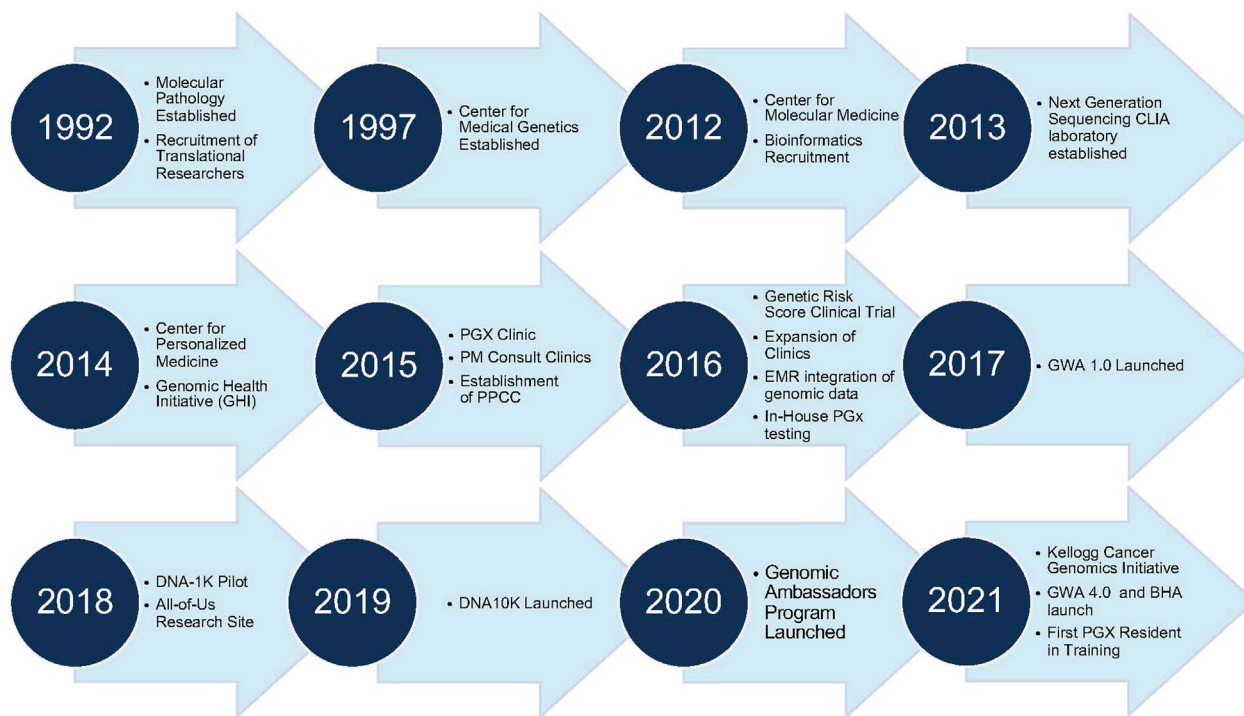 1992
• Molecular
Pathology
Established
• Recruitment of
Translational
Researchers
1997
• Center for
Medical Genetics
Established
2012
• Center for
Molecular Medicine
• Bioinformatics
Recruitment
2013
• Next Generation
Sequencing CLIA
laboratory
established
2014
• Center for
Personalized
Medicine
• Genomic Health
Initiative (GHI)
2015
• PGX Clinic
• PM Consult Clinics
• Establishment
of PPCC
2016
• Genetic Risk
Score Clinical Trial
• Expansion of
Clinics
• EMR integration of
genomic data
• In-House PGx
testing
2017
• GWA 1.0 Launched
2018
• DNA-1K Pilot
• All-of-Us
Research Site
2019
• DNA10K Launched
2020
• Genomic
Ambassadors
Program
Launched
2021
• Kellogg Cancer
Genomics Initiative
• GWA 4.0 and BHA
launch
• First PGX Resident
in Training